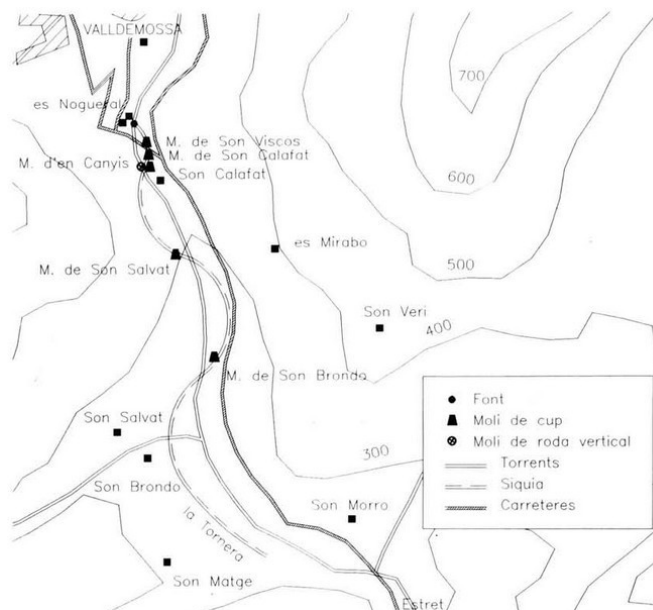 VALLDEMOSSA
700
es Nogueral
M. de Son Viscos
M. de Son Calafat
M. d'en Canyis
Son Calafat
600
es Mirabo
500
M. de Son Salvat
Son Veri
400
M. de Son Brondo
Font
Moli de cup
Moli de roda vertical
Torrents
Siquia
Carreteres
Son Salvat
300
Son Brondo
Son Morro
la Tornera
Son Matge
Estret